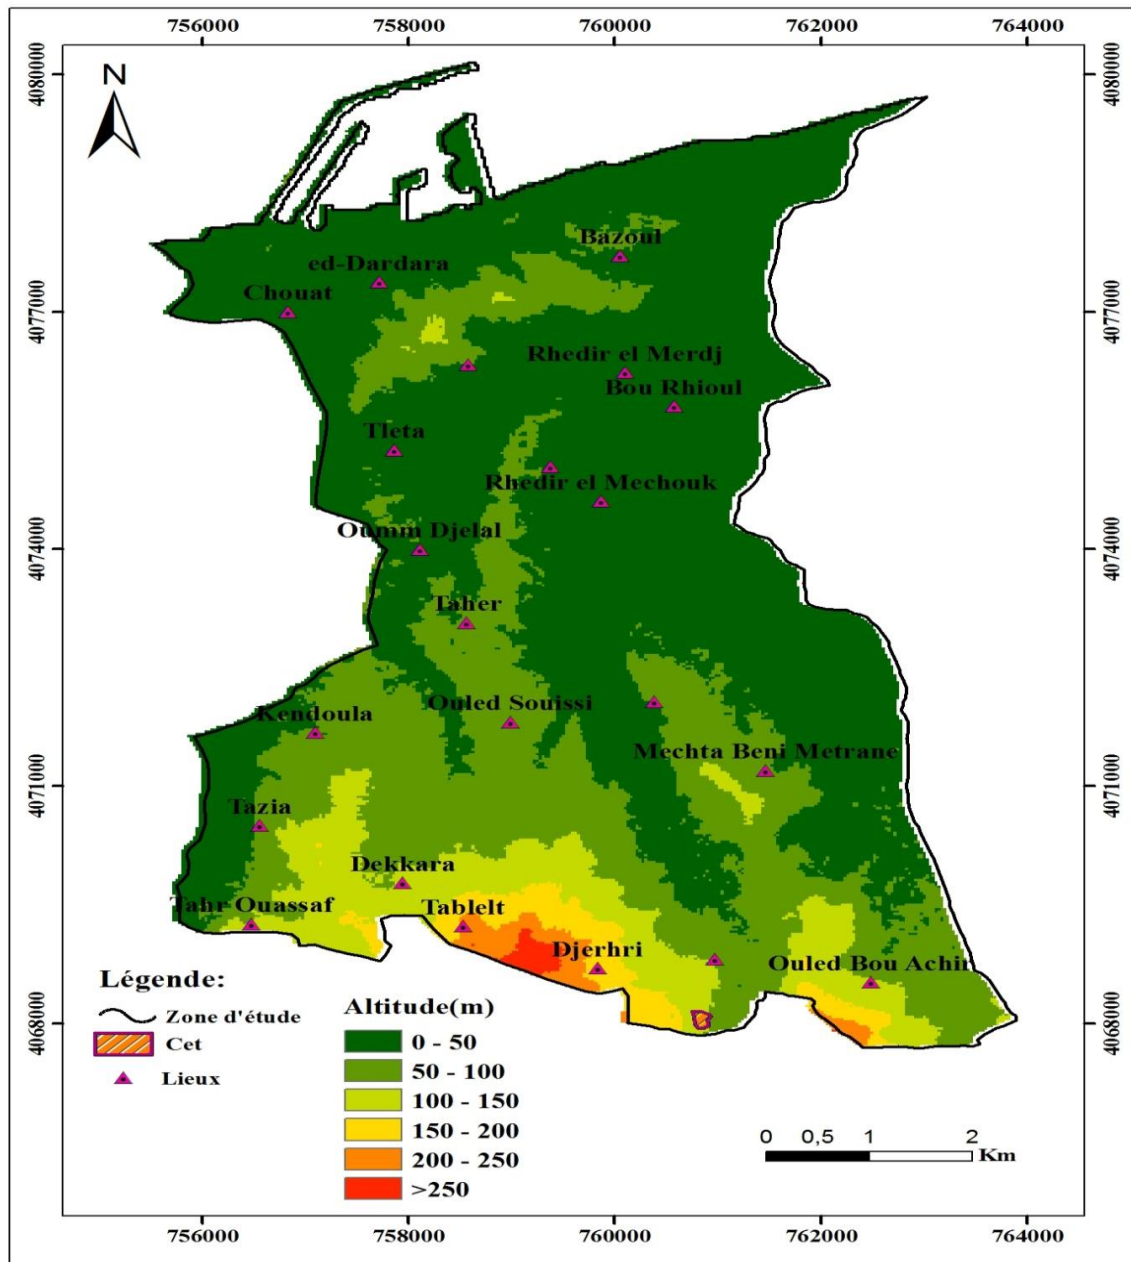 756000 758000 760000 762000 764000
4080000 4080000
N
Bazoul
ed-Dardara
Chouat
4077000 4077000
Rhedir el Merdj
Bou Rhioul
Tleta
Rhedir el Mechouk
Oumm Djelal
4074000 4074000
Taher
Ouled Souissi
Kendoula
Mechta Beni Metrane
4071000 4071000
Tazia
Dekkara
Tahr Ouassaf
Tablelt
Djerhri
Ouled Bou Achir
4068000 4068000
Légende:
Zone d'étude
Cet
Lieux
Altitude(m)
0 - 50
50 - 100
100 - 150
150 - 200
200 - 250
>250
0 0,5 1 2
Km
756000 758000 760000 762000 764000